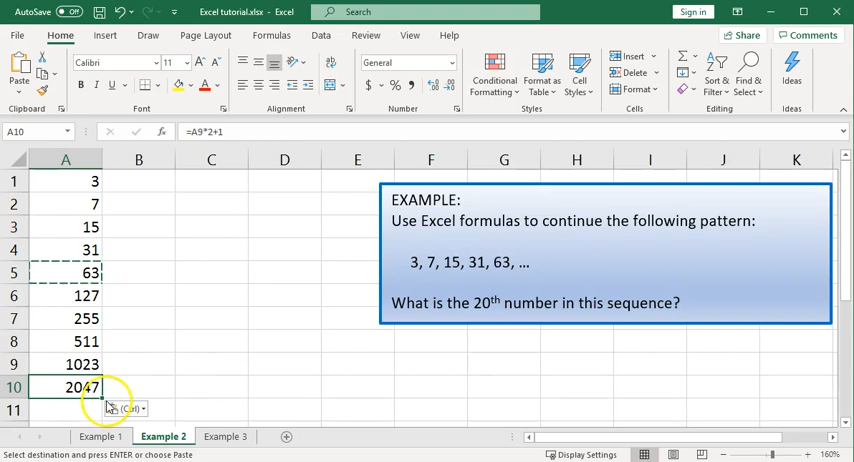 AutoSave Off Excel tutorial.xlsx - Excel Search Sign in
File Home Insert Draw Page Layout Formulas Data Review View Help Share Comments
Calibri 11 A A General Insert
Paste B I U $ % 9 Conditional Formatting Format as Table Cell Styles Delete Sort & Filter Find & Select Ideas
Format
Clipboard Font Alignment Number Styles Cells Editing Ideas
A10 fx =A9*2+1
A B C D E F G H I J K
1 3
2 7
3 15
4 31
5 63
6 127
7 255
8 511
9 1023
10 2047
11 (Ctrl)
EXAMPLE:
Use Excel formulas to continue the following pattern:
3, 7, 15, 31, 63, ...
What is the 20th number in this sequence?
Example 1 Example 2 Example 3
Select destination and press ENTER or choose Paste Display Settings 160%